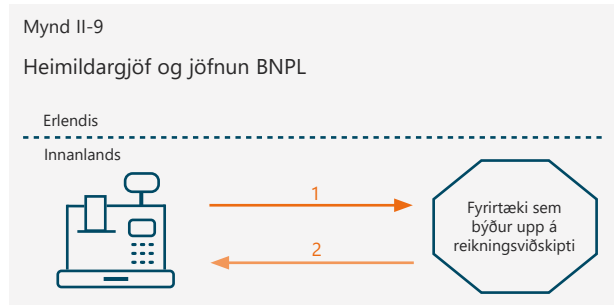 Mynd II-9
Heimildargjöf og jöfnun BNPL
Erlendis
Innanlands
1
2
Fyrirtæki sem
býður upp á
reikningsviðskipti